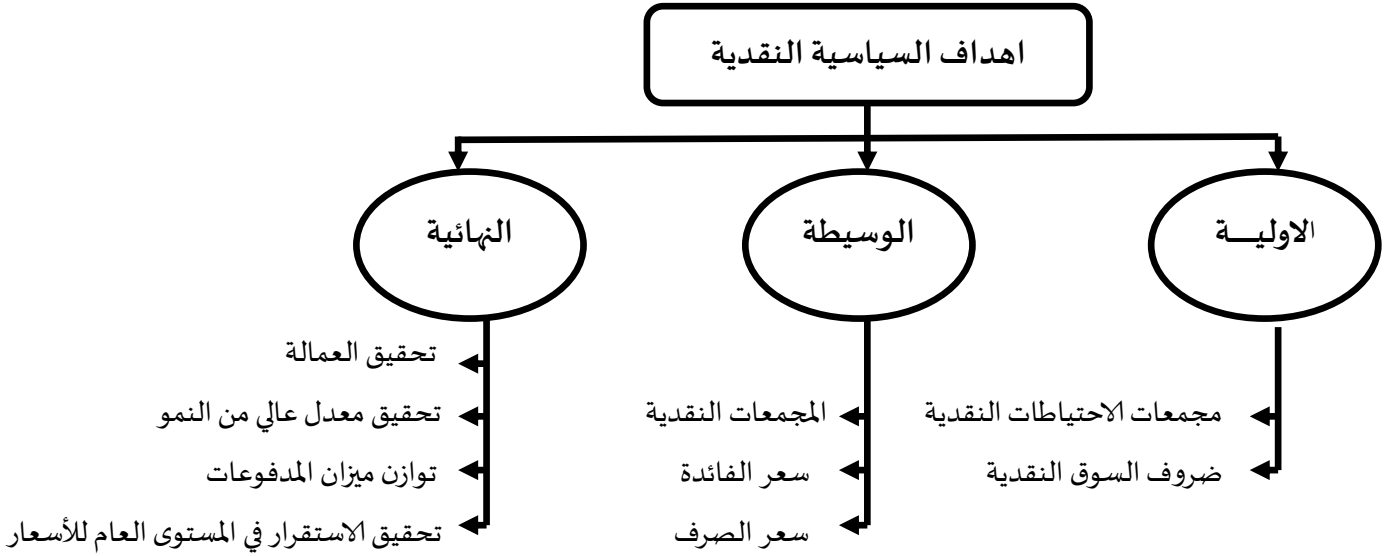 اهداف السياسية النقدية
الاوليـــة
الوسيطة
النهائية
مجمعات الاحتياطات النقدية
ضروف السوق النقدية
المجمعات النقدية
سعر الفائدة
سعر الصرف
تحقيق العمالة
تحقيق معدل عالي من النمو
توازن ميزان المدفوعات
تحقيق الاستقرار في المستوى العام للأسعار